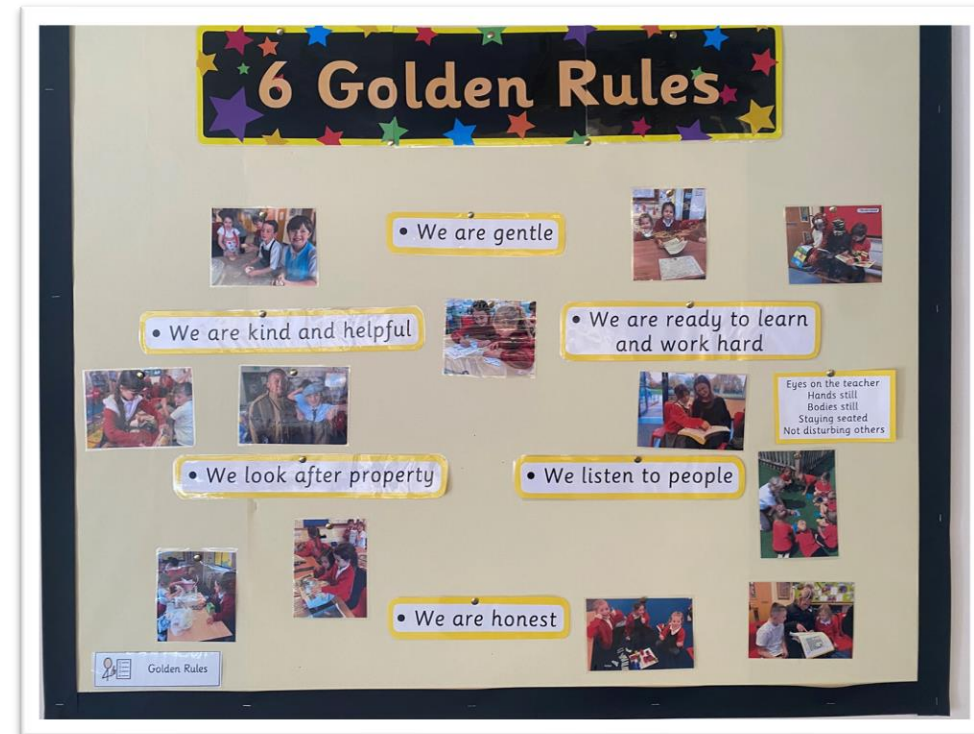 6 Golden Rules
• We are gentle
• We are kind and helpful
• We are ready to learn
and work hard
Eyes on the teacher
Hands still
Bodies still
Staying seated
Not disturbing others
• We look after property
• We listen to people
• We are honest
Golden Rules